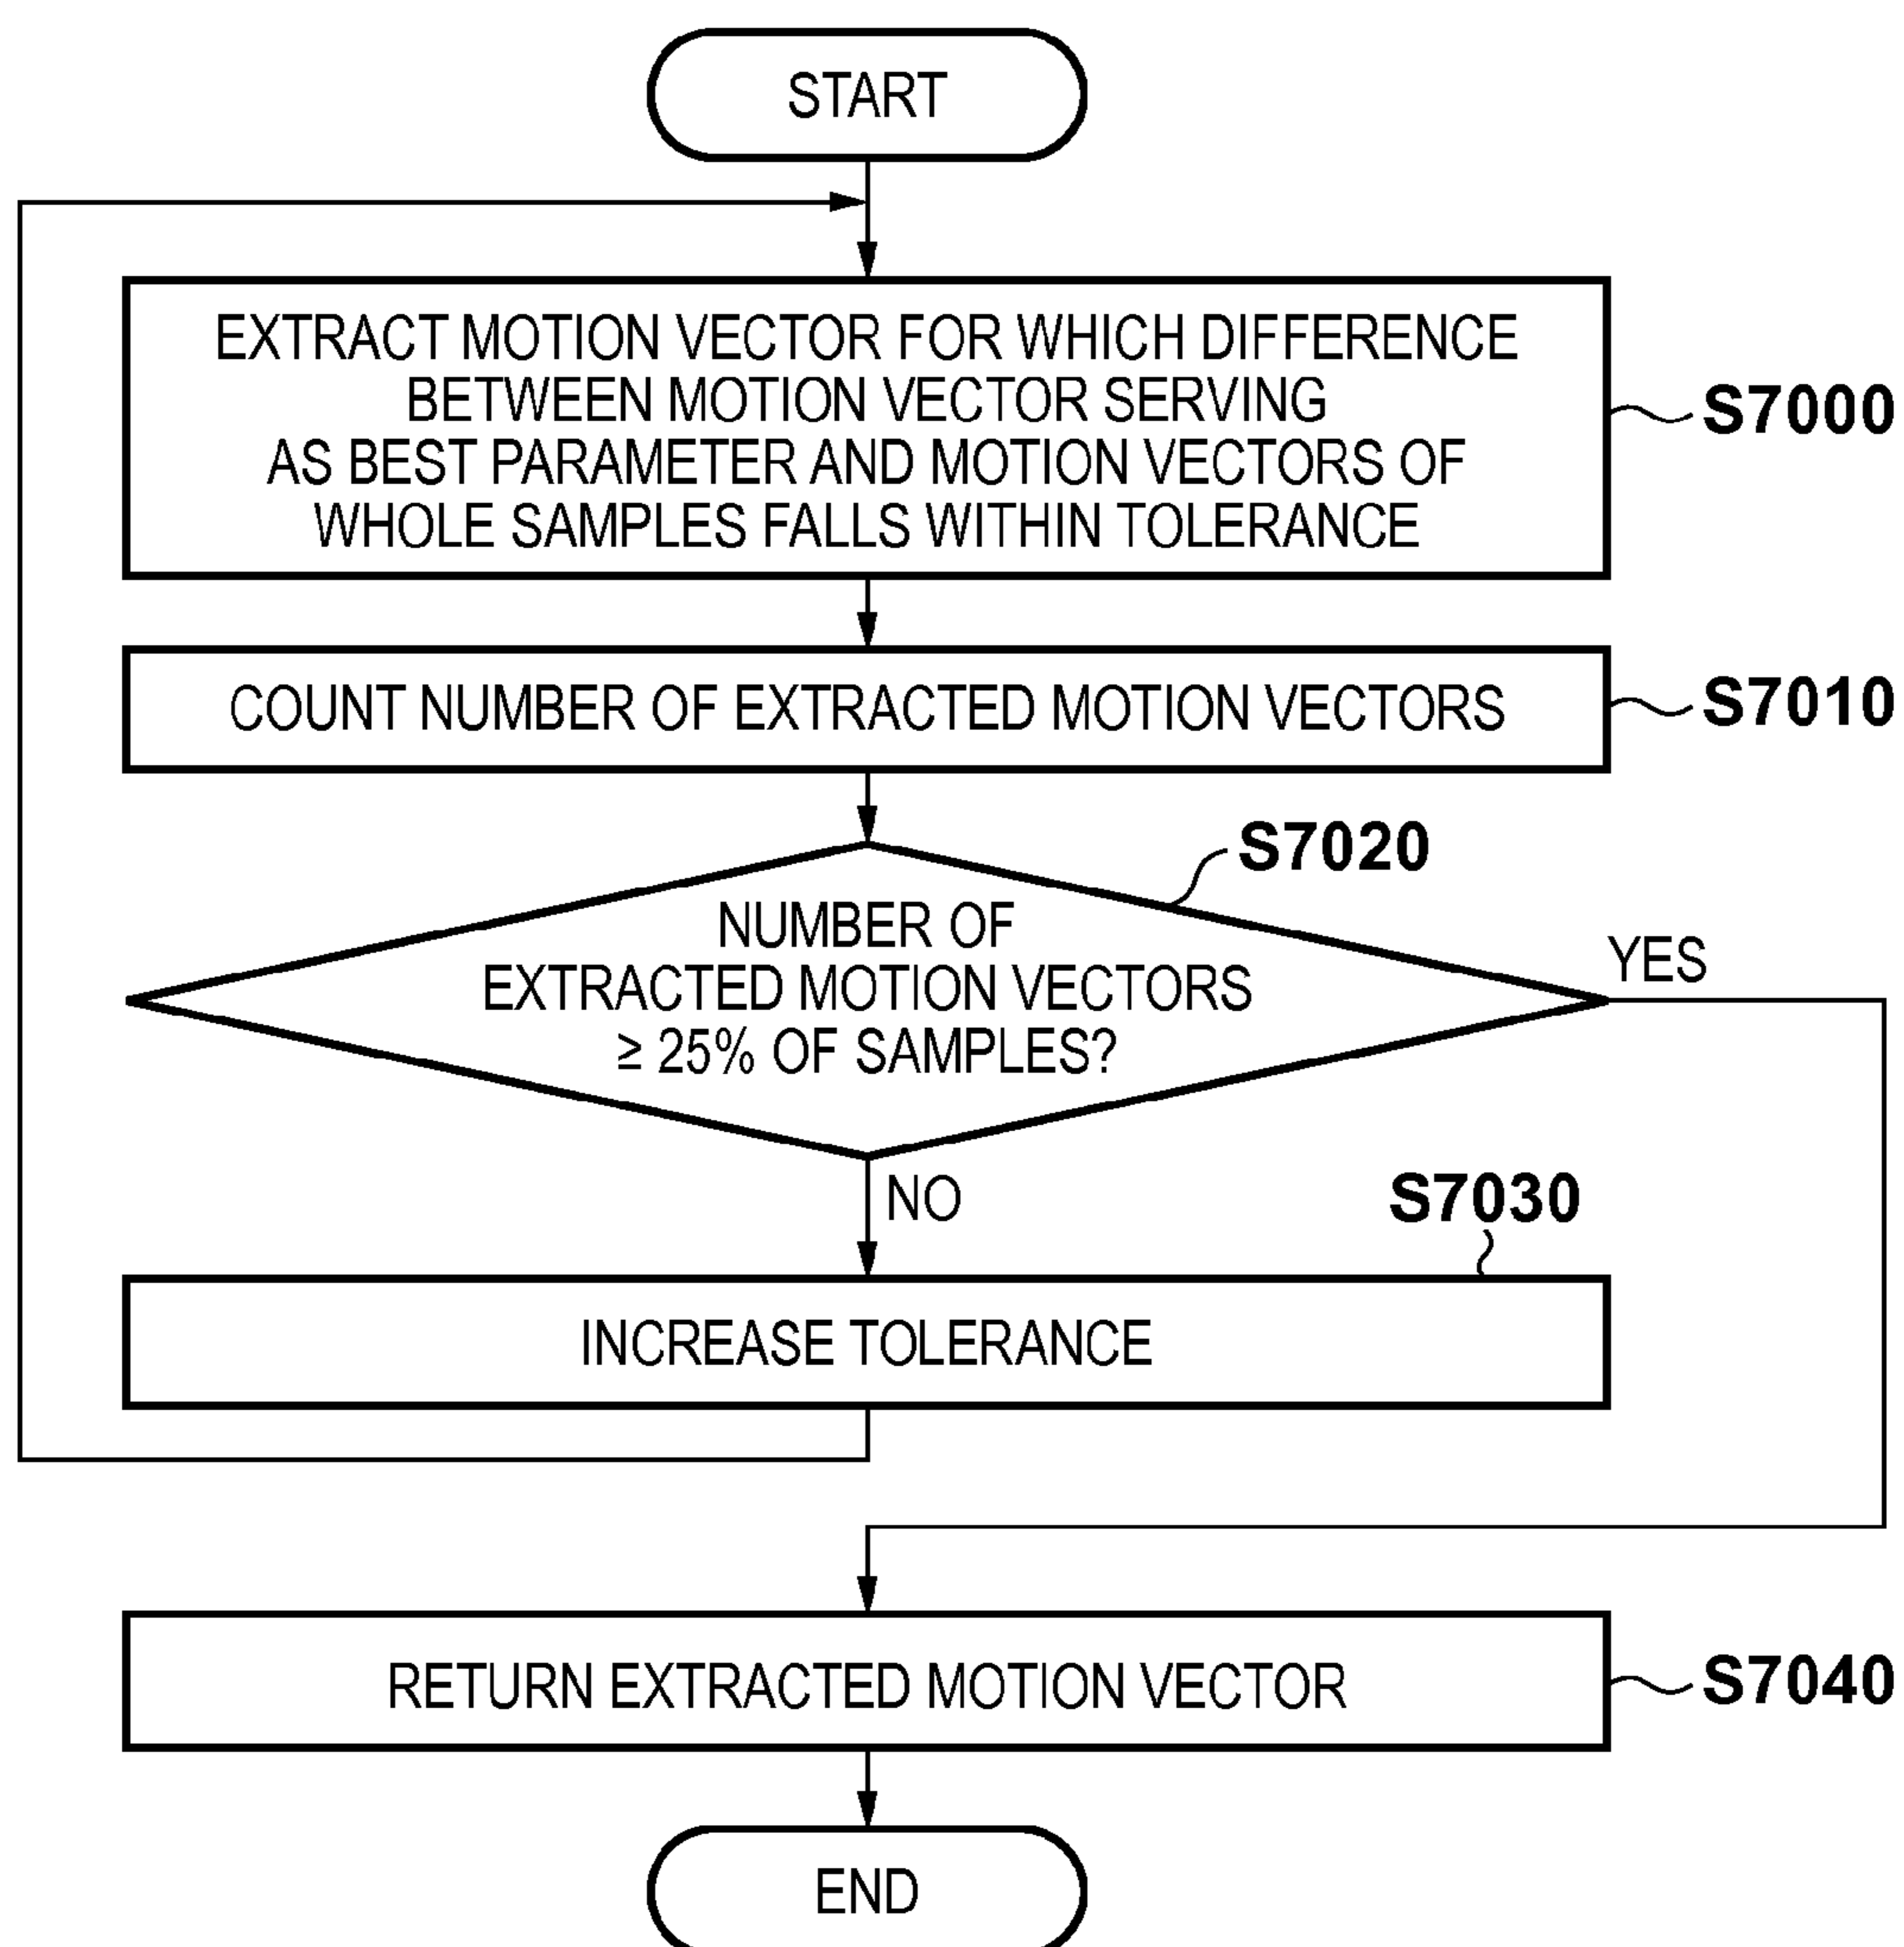 START
EXTRACT MOTION VECTOR FOR WHICH DIFFERENCE
BETWEEN MOTION VECTOR SERVING
AS BEST PARAMETER AND MOTION VECTORS OF
WHOLE SAMPLES FALLS WITHIN TOLERANCE
S7000
COUNT NUMBER OF EXTRACTED MOTION VECTORS
S7010
S7020
NUMBER OF
EXTRACTED MOTION VECTORS
≥ 25% OF SAMPLES?
YES
NO
S7030
INCREASE TOLERANCE
RETURN EXTRACTED MOTION VECTOR
S7040
END